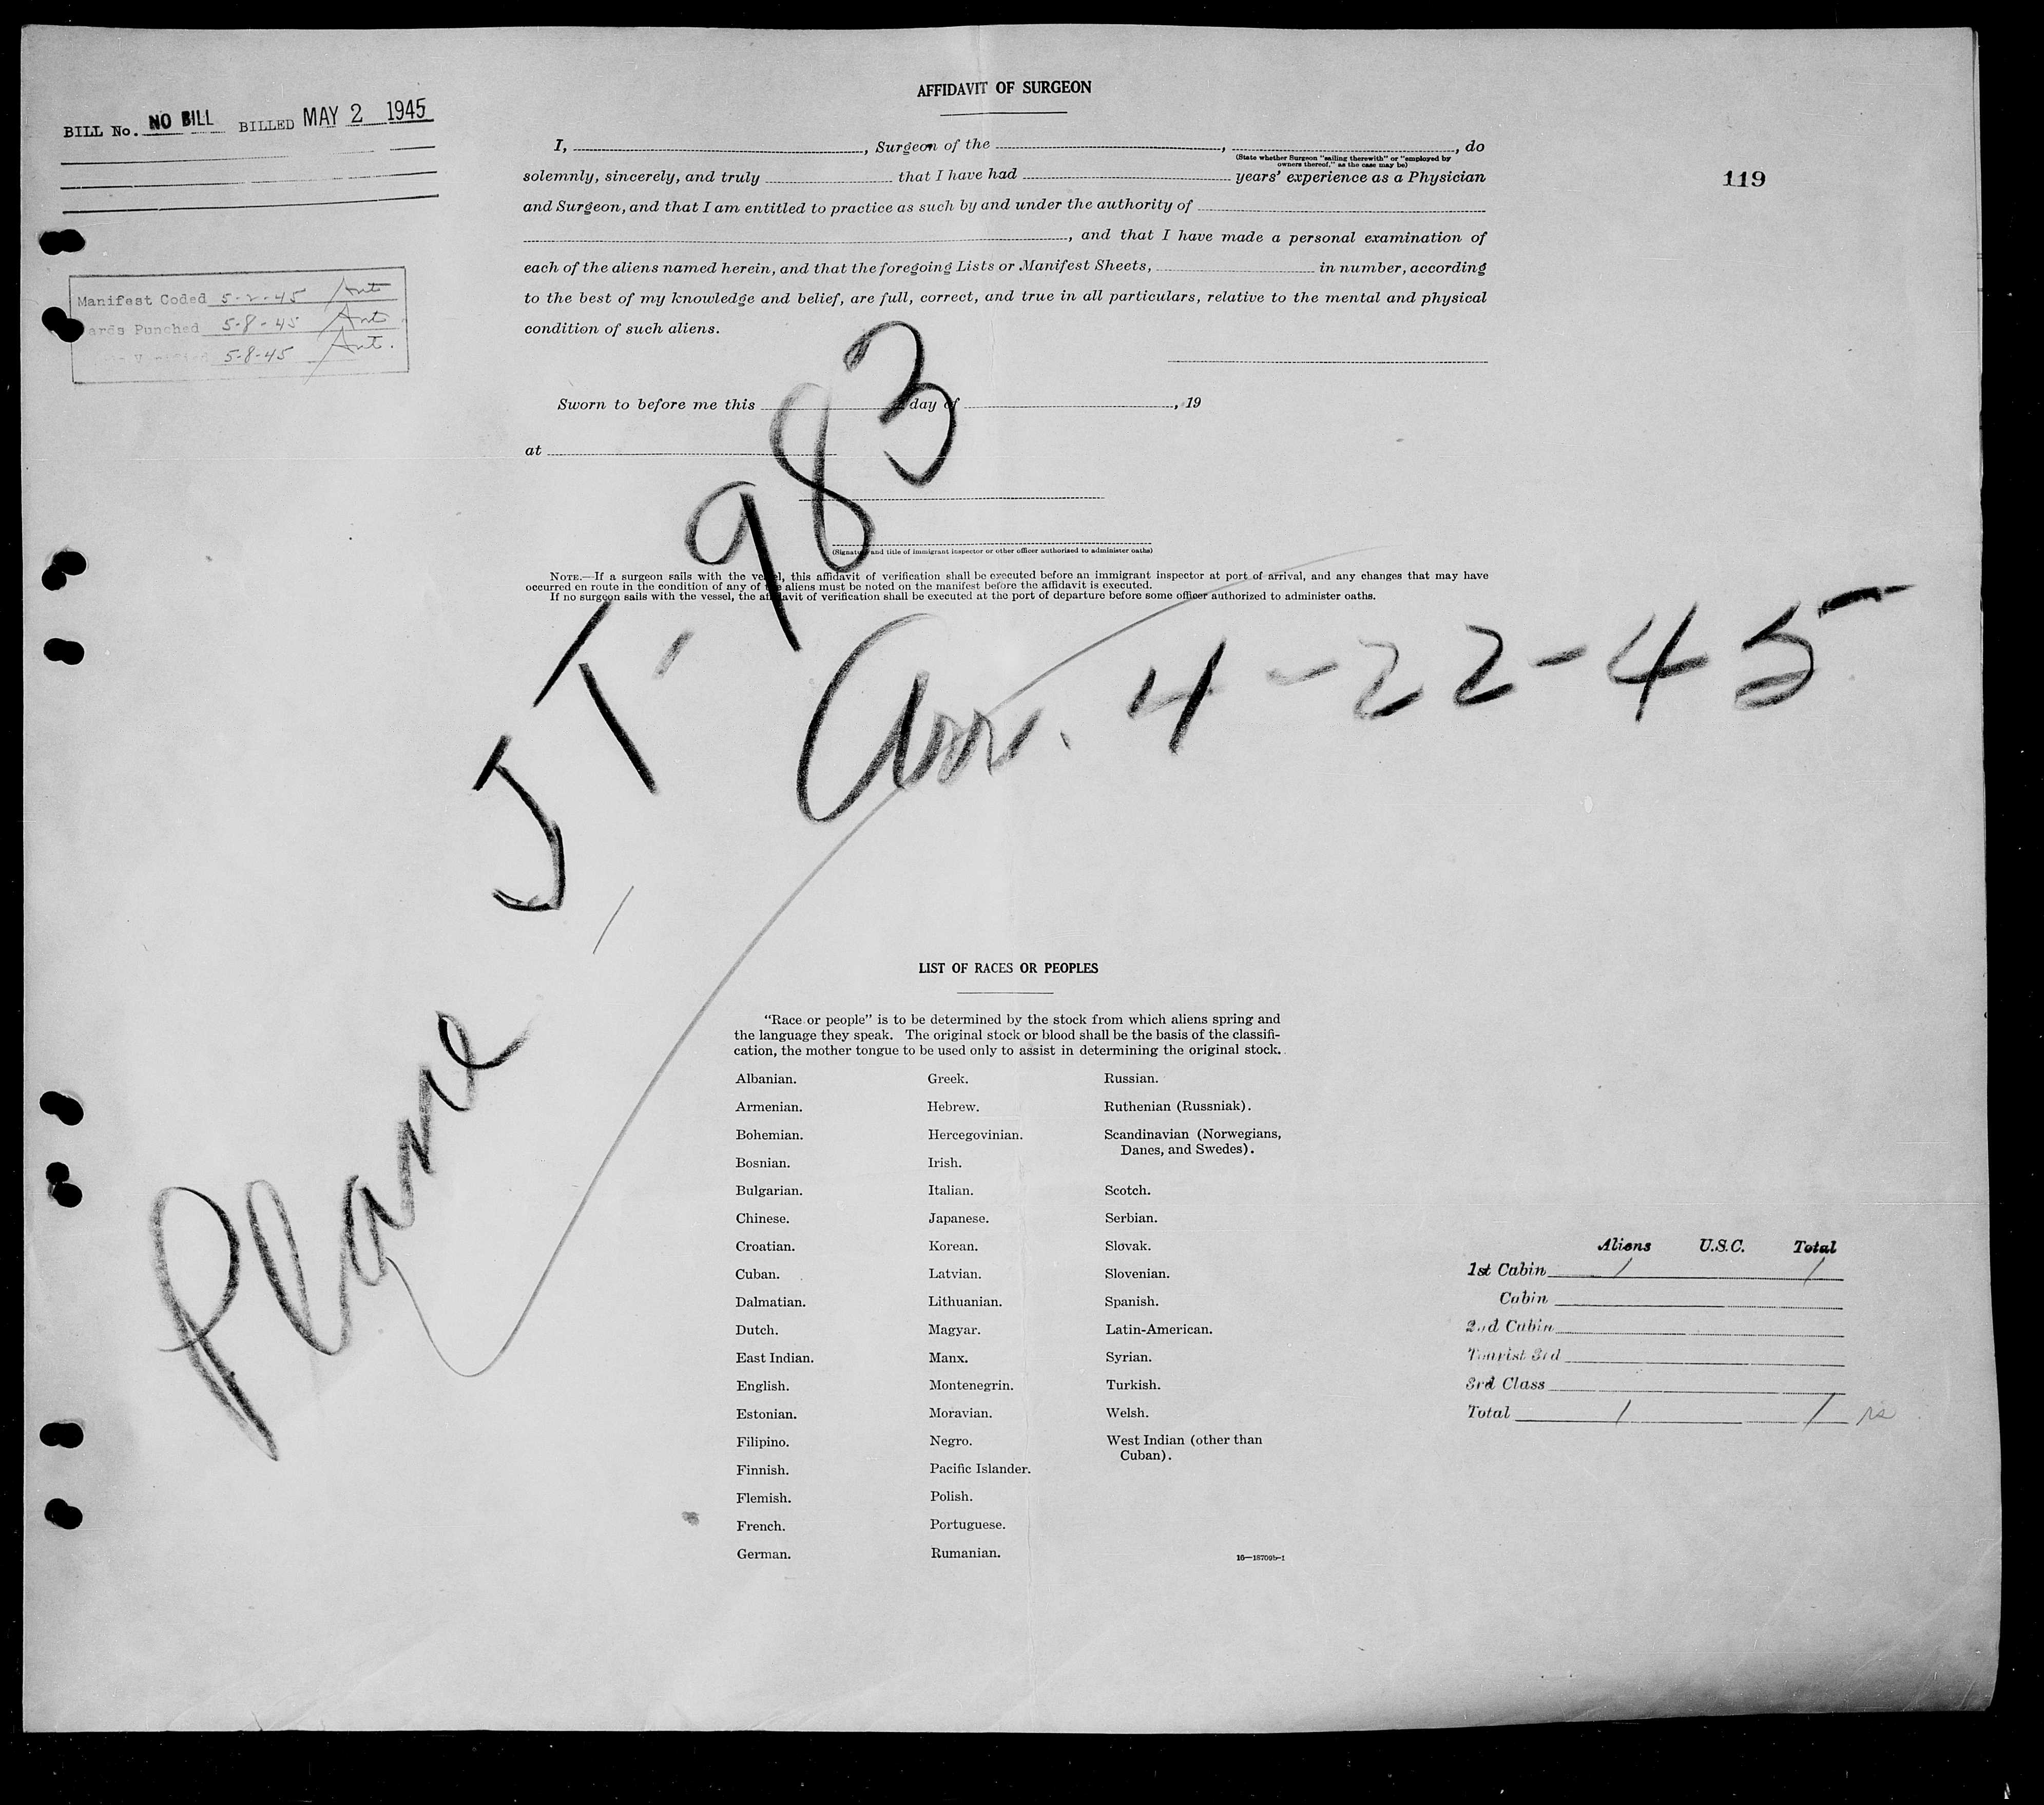 BILL No. NO BILL BILLED MAY 2 1945
Manifest Coded 5-2-45 Ant
ards Punched 5-8-45 Ant
5-8-45 Ant.
AFFIDAVIT OF SURGEON
119
I, , Surgeon of the , , do
(State whether Surgeon "sailing therewith" or "employed by
owners thereof," as the case may be)
solemnly, sincerely, and truly that I have had years' experience as a Physician
and Surgeon, and that I am entitled to practice as such by and under the authority of
, and that I have made a personal examination of
each of the aliens named herein, and that the foregoing Lists or Manifest Sheets, in number, according
to the best of my knowledge and belief, are full, correct, and true in all particulars, relative to the mental and physical
condition of such aliens.
Sworn to before me this day of , 19
at
(Signature and title of immigrant inspector or other officer authorized to administer oaths)
NOTE.—If a surgeon sails with the vessel, this affidavit of verification shall be executed before an immigrant inspector at port of arrival, and any changes that may have
occurred en route in the condition of any of the aliens must be noted on the manifest before the affidavit is executed.
If no surgeon sails with the vessel, the affidavit of verification shall be executed at the port of departure before some officer authorized to administer oaths.
Plane JT-983
Arr. 4-22-45
LIST OF RACES OR PEOPLES
"Race or people" is to be determined by the stock from which aliens spring and
the language they speak. The original stock or blood shall be the basis of the classifi-
cation, the mother tongue to be used only to assist in determining the original stock.
Albanian.
Armenian.
Bohemian.
Bosnian.
Bulgarian.
Chinese.
Croatian.
Cuban.
Dalmatian.
Dutch.
East Indian.
English.
Estonian.
Filipino.
Finnish.
Flemish.
French.
German.
Greek.
Hebrew.
Hercegovinian.
Irish.
Italian.
Japanese.
Korean.
Latvian.
Lithuanian.
Magyar.
Manx.
Montenegrin.
Moravian.
Negro.
Pacific Islander.
Polish.
Portuguese.
Rumanian.
Russian.
Ruthenian (Russniak).
Scandinavian (Norwegians,
Danes, and Swedes).
Scotch.
Serbian.
Slovak.
Slovenian.
Spanish.
Latin-American.
Syrian.
Turkish.
Welsh.
West Indian (other than
Cuban).
16—18700b-1
Aliens U.S.C. Total
1st Cabin 1 1
Cabin
2nd Cabin
Tourist 3rd
3rd Class
Total 1 1